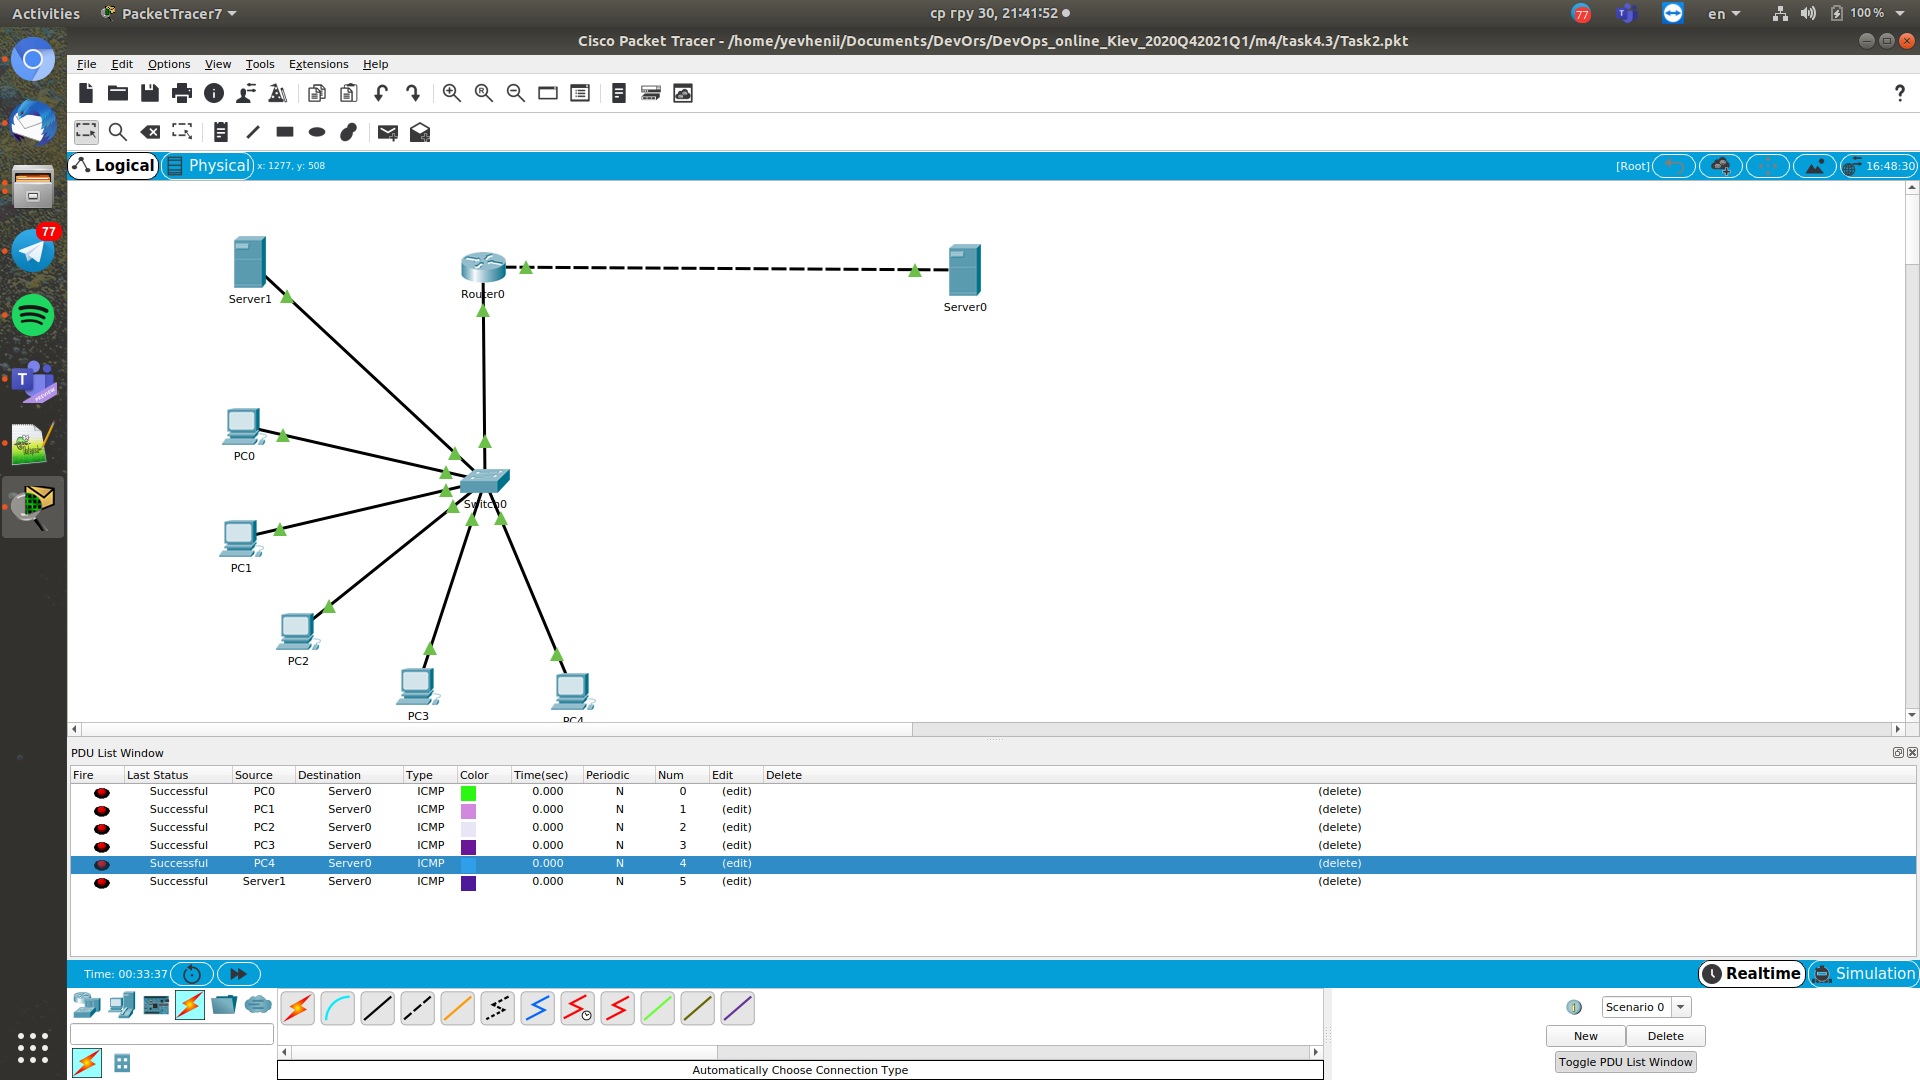 Activities PacketTracer7 ср гру 30, 21:41:52 77 en 100 %
Cisco Packet Tracer - /home/yevhenii/Documents/DevOrs/DevOps_online_Kiev_2020Q42021Q1/m4/task4.3/Task2.pkt
File Edit Options View Tools Extensions Help
?
Logical Physical x: 1277, y: 508 [Root] 16:48:30
77
Server1
Router0
Server0
PC0
Switch0
PC1
PC2
PC3
PC4
PDU List Window
Fire Last Status Source Destination Type Color Time(sec) Periodic Num Edit Delete
Successful PC0 Server0 ICMP 0.000 N 0 (edit) (delete)
Successful PC1 Server0 ICMP 0.000 N 1 (edit) (delete)
Successful PC2 Server0 ICMP 0.000 N 2 (edit) (delete)
Successful PC3 Server0 ICMP 0.000 N 3 (edit) (delete)
Successful PC4 Server0 ICMP 0.000 N 4 (edit) (delete)
Successful Server1 Server0 ICMP 0.000 N 5 (edit) (delete)
Time: 00:33:37 Realtime Simulation
Scenario 0
New Delete
Toggle PDU List Window
Automatically Choose Connection Type